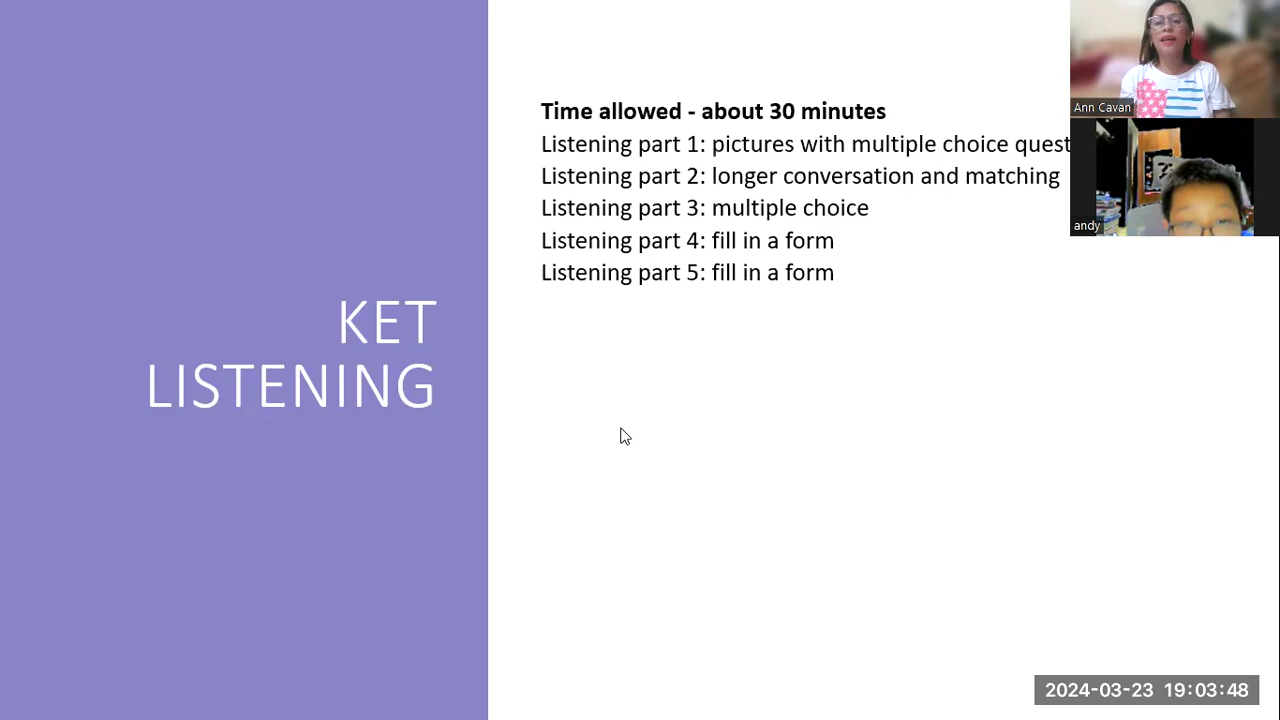 KET
LISTENING
Time allowed - about 30 minutes
Listening part 1: pictures with multiple choice quest
Listening part 2: longer conversation and matching
Listening part 3: multiple choice
Listening part 4: fill in a form
Listening part 5: fill in a form
Ann Cavan
andy
2024-03-23 19:03:48